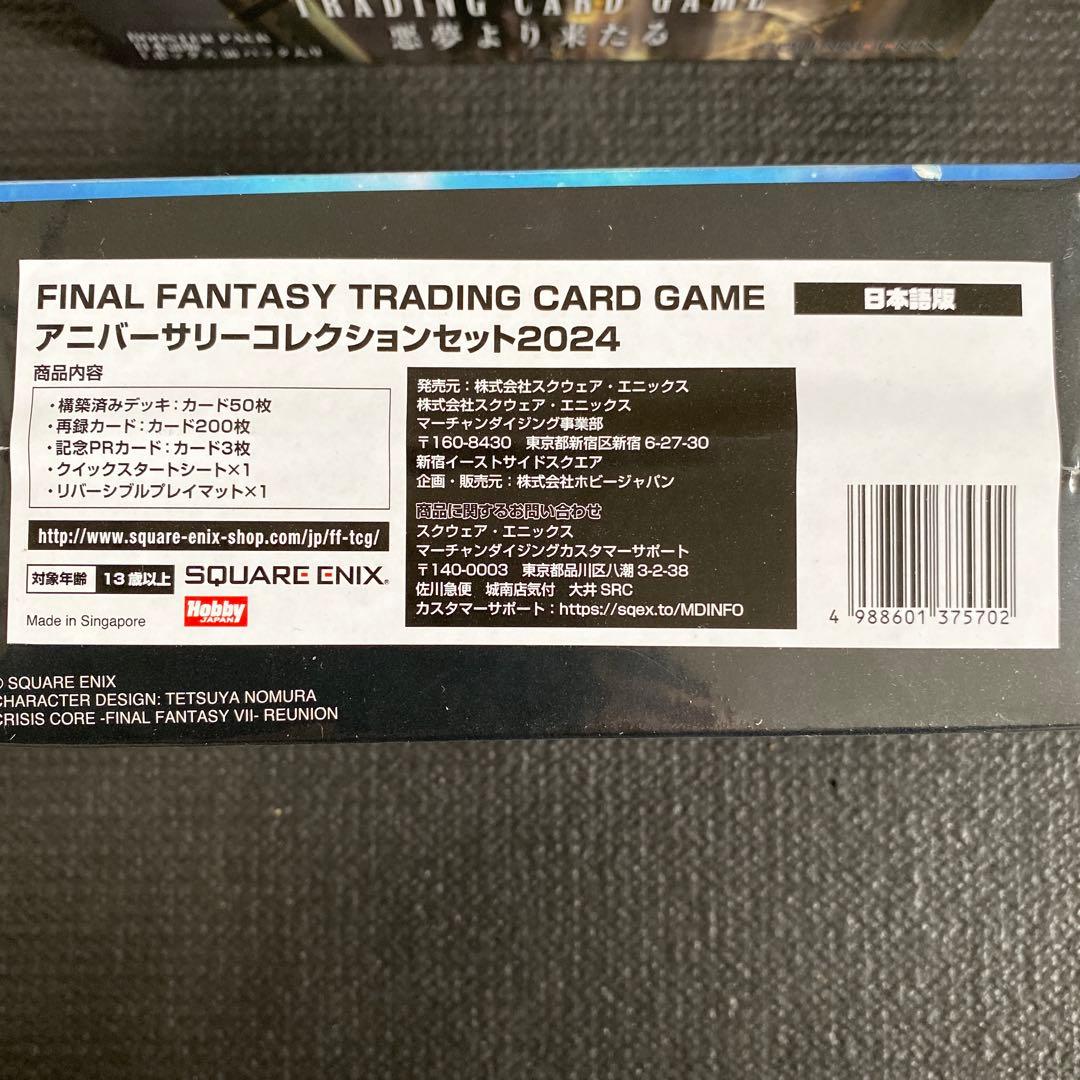 TRADING CARD GAME
悪夢より来たる
BOOSTER PACK
日本語版
FINAL FANTASY TRADING CARD GAME
日本語版
アニバーサリーコレクションセット2024
商品内容
・構築済みデッキ：カード50枚
・再録カード：カード200枚
・記念PRカード：カード3枚
・クイックスタートシート×1
・リバーシブルプレイマット×1
http://www.square-enix-shop.com/jp/ff-tcg/
対象年齢 13歳以上
SQUARE ENIX®
Hobby
JAPAN
Made in Singapore
発売元：株式会社スクウェア・エニックス
株式会社スクウェア・エニックス
マーチャンダイジング事業部
〒160-8430 東京都新宿区新宿 6-27-30
新宿イーストサイドスクエア
企画・販売元：株式会社ホビージャパン
商品に関するお問い合わせ
スクウェア・エニックス
マーチャンダイジングカスタマーサポート
〒140-0003 東京都品川区八潮 3-2-38
佐川急便 城南店気付 大井 SRC
カスタマーサポート：https://sqex.to/MDINFO
4 988601 375702
© SQUARE ENIX
CHARACTER DESIGN: TETSUYA NOMURA
CRISIS CORE -FINAL FANTASY VII- REUNION